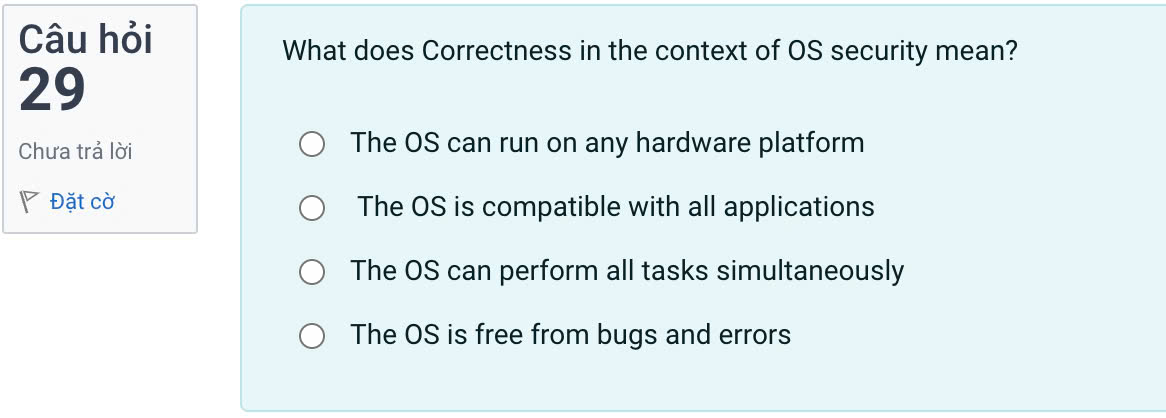 Câu hỏi
29
Chưa trả lời
Đặt cờ
What does Correctness in the context of OS security mean?
The OS can run on any hardware platform
The OS is compatible with all applications
The OS can perform all tasks simultaneously
The OS is free from bugs and errors